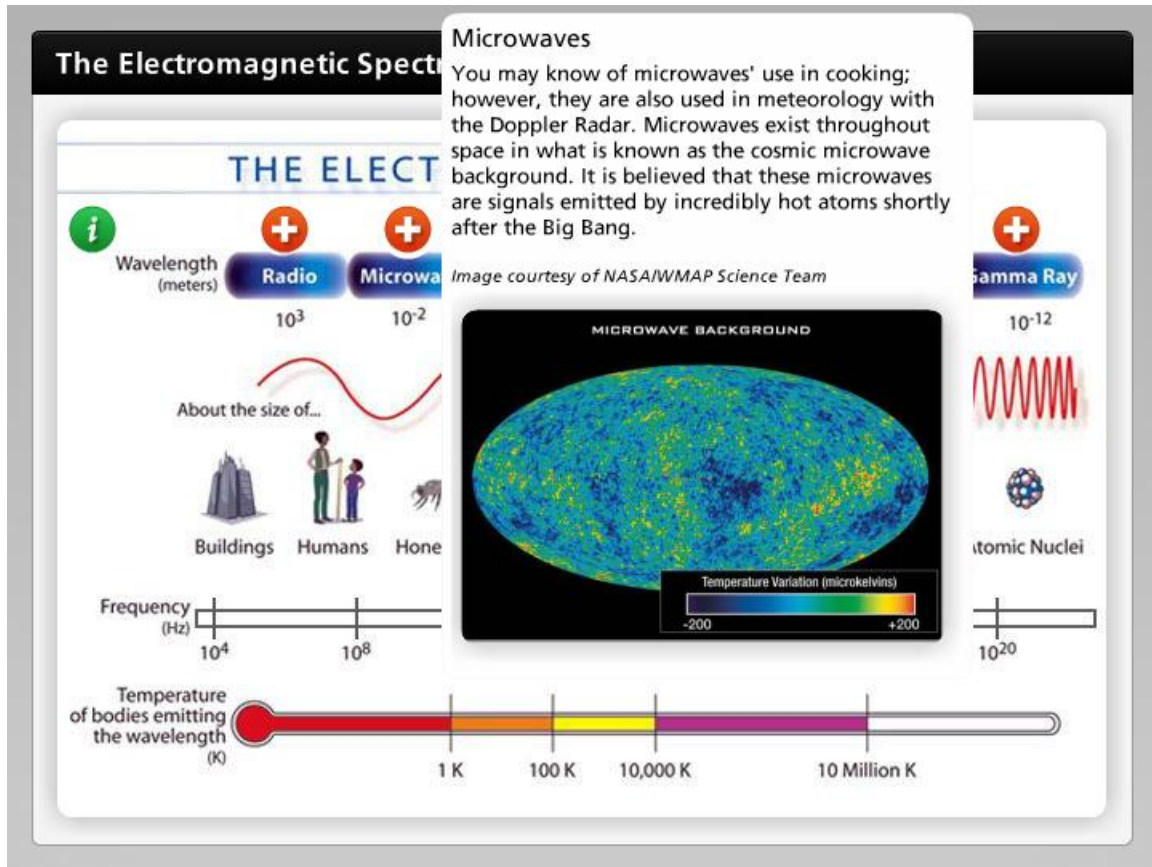 The Electromagnetic Spectr
Microwaves
You may know of microwaves' use in cooking;
however, they are also used in meteorology with
the Doppler Radar. Microwaves exist throughout
space in what is known as the cosmic microwave
background. It is believed that these microwaves
are signals emitted by incredibly hot atoms shortly
after the Big Bang.
Image courtesy of NASA/WMAP Science Team
MICROWAVE BACKGROUND
Temperature Variation (microkelvins)
-200 +200
THE ELECT
i
Wavelength
(meters)
Radio Microwa Gamma Ray
10³ 10⁻² 10⁻¹²
About the size of...
Buildings Humans Hone Atomic Nuclei
Frequency
(Hz)
10⁴ 10⁸ 10²⁰
Temperature
of bodies emitting
the wavelength
(K)
1 K 100 K 10,000 K 10 Million K